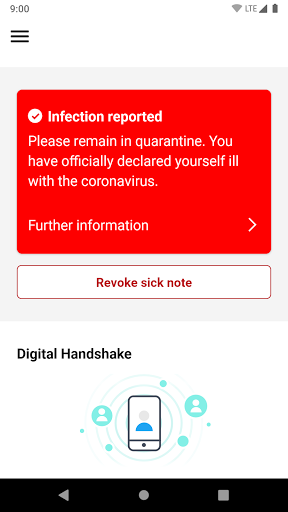 9:00
LTE
Infection reported
Please remain in quarantine. You
have officially declared yourself ill
with the coronavirus.
Further information
Revoke sick note
Digital Handshake